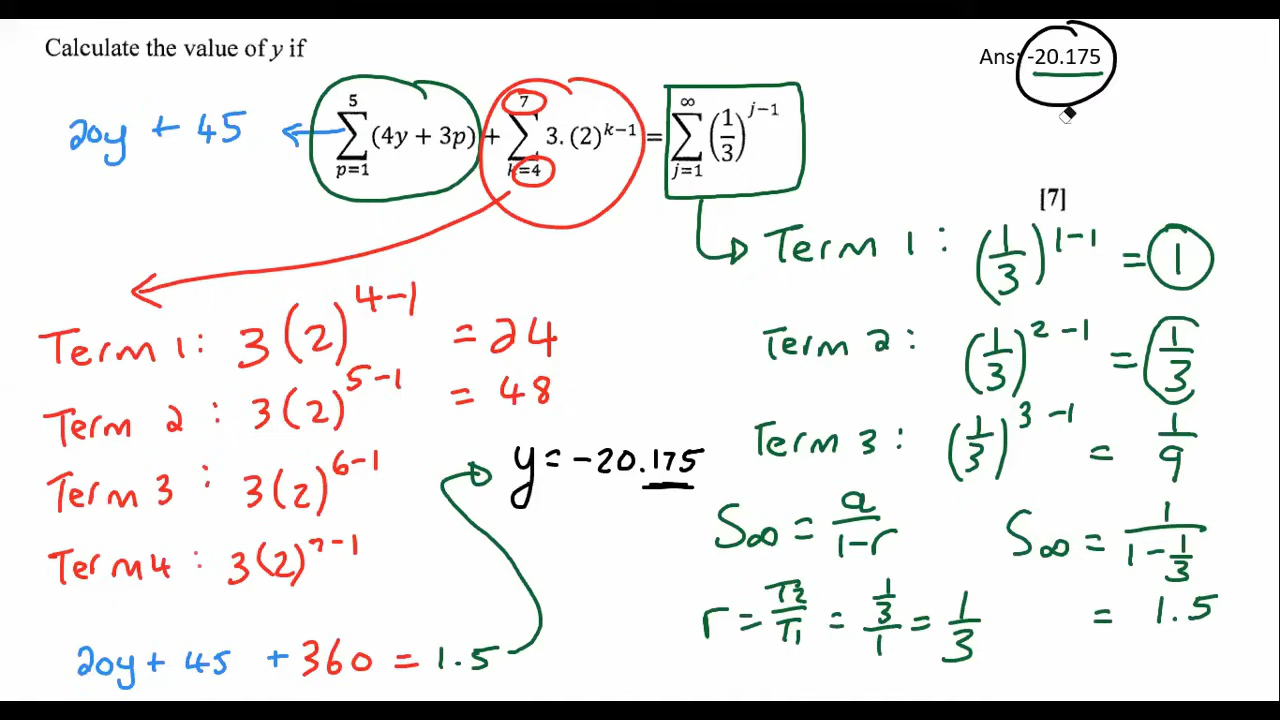 Calculate the value of y if
Ans: -20.175
20y + 45 ← 5∑p=1 (4y + 3p) + 7∑k=4 3.(2)^k−1 = ∞∑j=1 (1/3)^j−1
[7]
Term 1: (1/3)^1−1 = 1
Term 2: (1/3)^2−1 = 1/3
Term 3: (1/3)^3−1 = 1/9
S∞ = a/1−r
S∞ = 1/1−1/3
= 1.5
r = T2/T1 = 1/3/1 = 1/3
Term 1: 3(2)^4−1 = 24
Term 2: 3(2)^5−1 = 48
Term 3: 3(2)^6−1
Term 4: 3(2)^7−1
20y + 45 + 360 = 1.5
y = −20.175